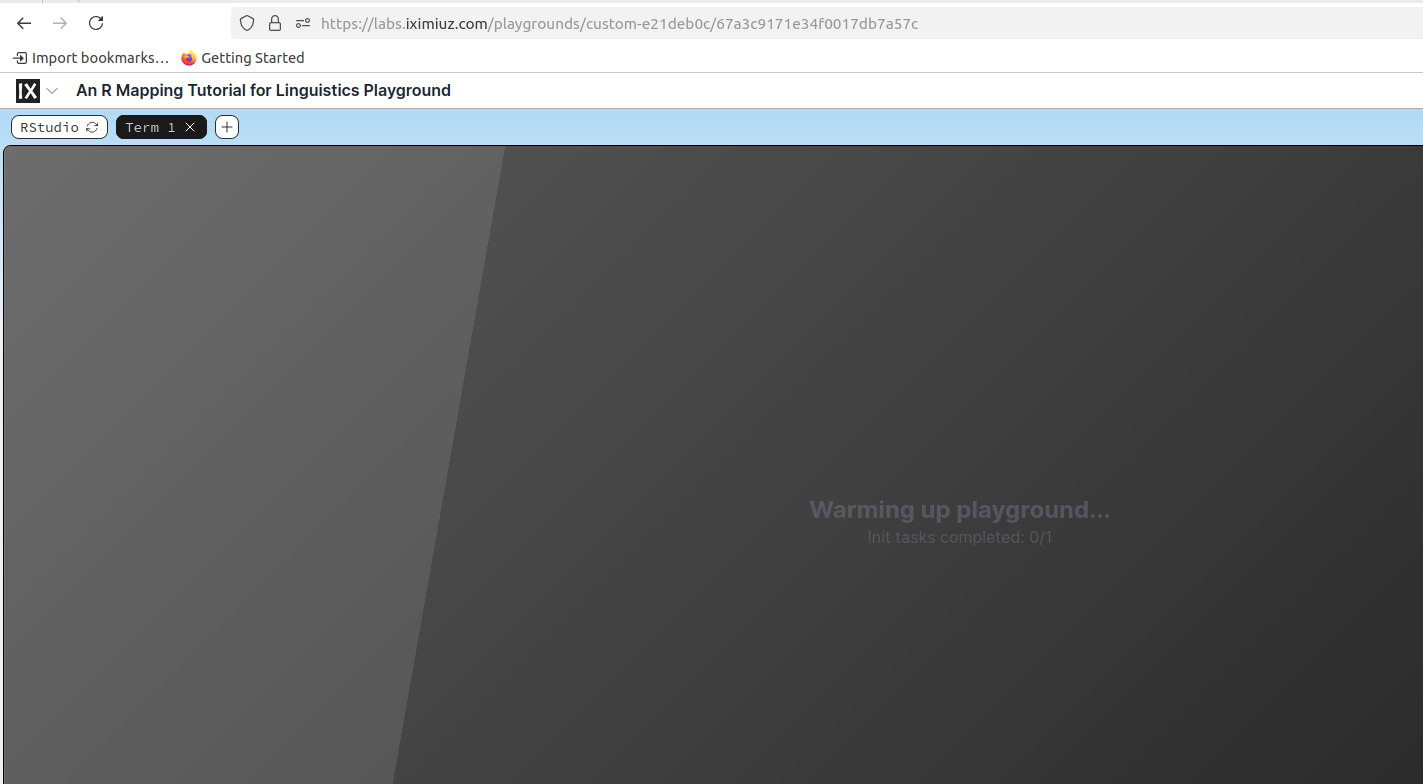 https://labs.iximiuz.com/playgrounds/custom-e21deb0c/67a3c9171e34f0017db7a57c
Import bookmarks… Getting Started
IX An R Mapping Tutorial for Linguistics Playground
RStudio Term 1
Warming up playground...
Init tasks completed: 0/1